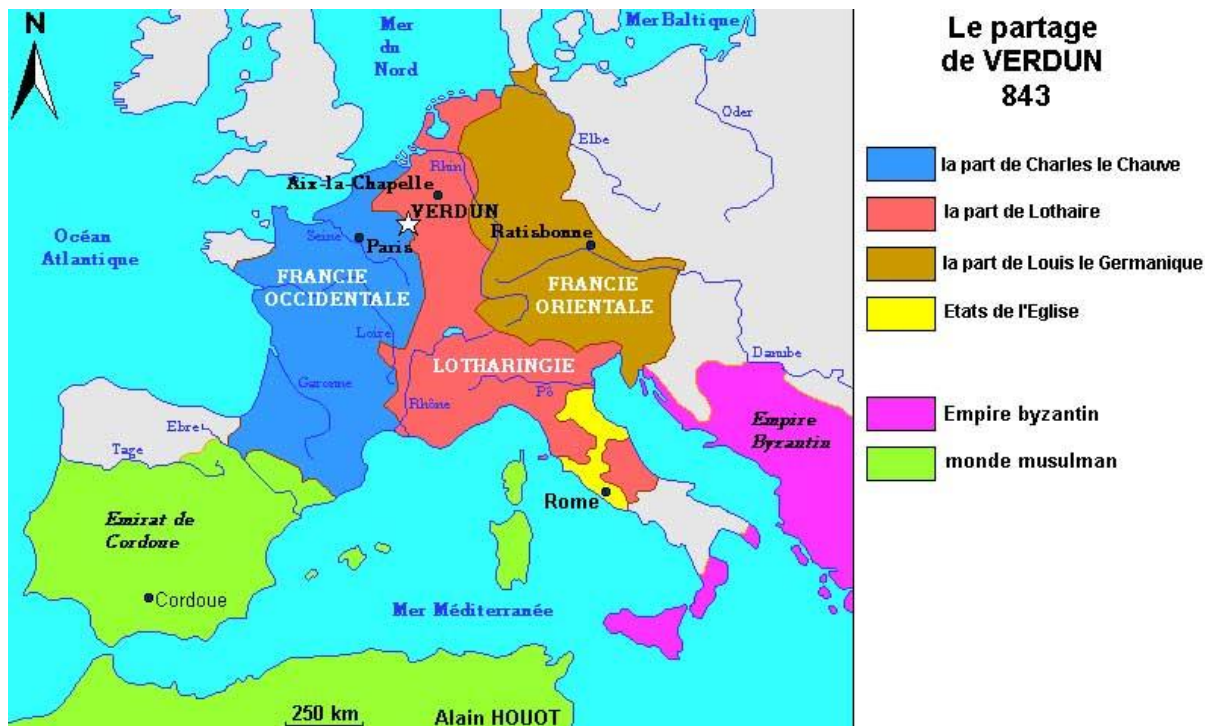 N
Mer
du
Nord
Mer Baltique
Oder
Elbe
Rhin
Aix-la-Chapelle
VERDUN
Océan
Atlantique
Seine
Paris
Ratisbonne
FRANCIE
OCCIDENTALE
FRANCIE
ORIENTALE
Loire
LOTHARINGIE
Danube
Garonne
Rhône
Pô
Ebre
Tage
Empire
Byzantin
Rome
Emirat de
Cordoue
Cordoue
Mer Méditerranée
250 km
Alain HOUOT
Le partage
de VERDUN
843
la part de Charles le Chauve
la part de Lothaire
la part de Louis le Germanique
Etats de l'Eglise
Empire byzantin
monde musulman